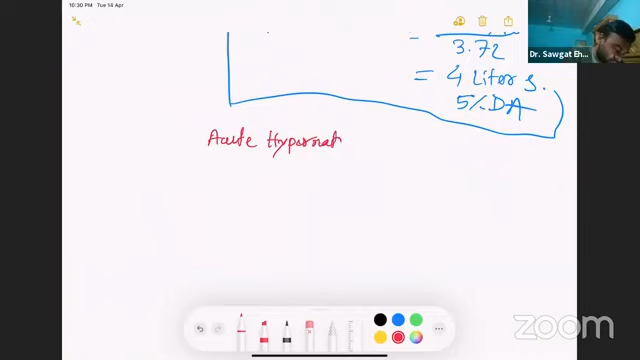 10:30 PM Tue 14 Apr
Dr. Sawgat Eh...
3.72
= 4 Liters.
5% DA
Acute Hypernat
zoom